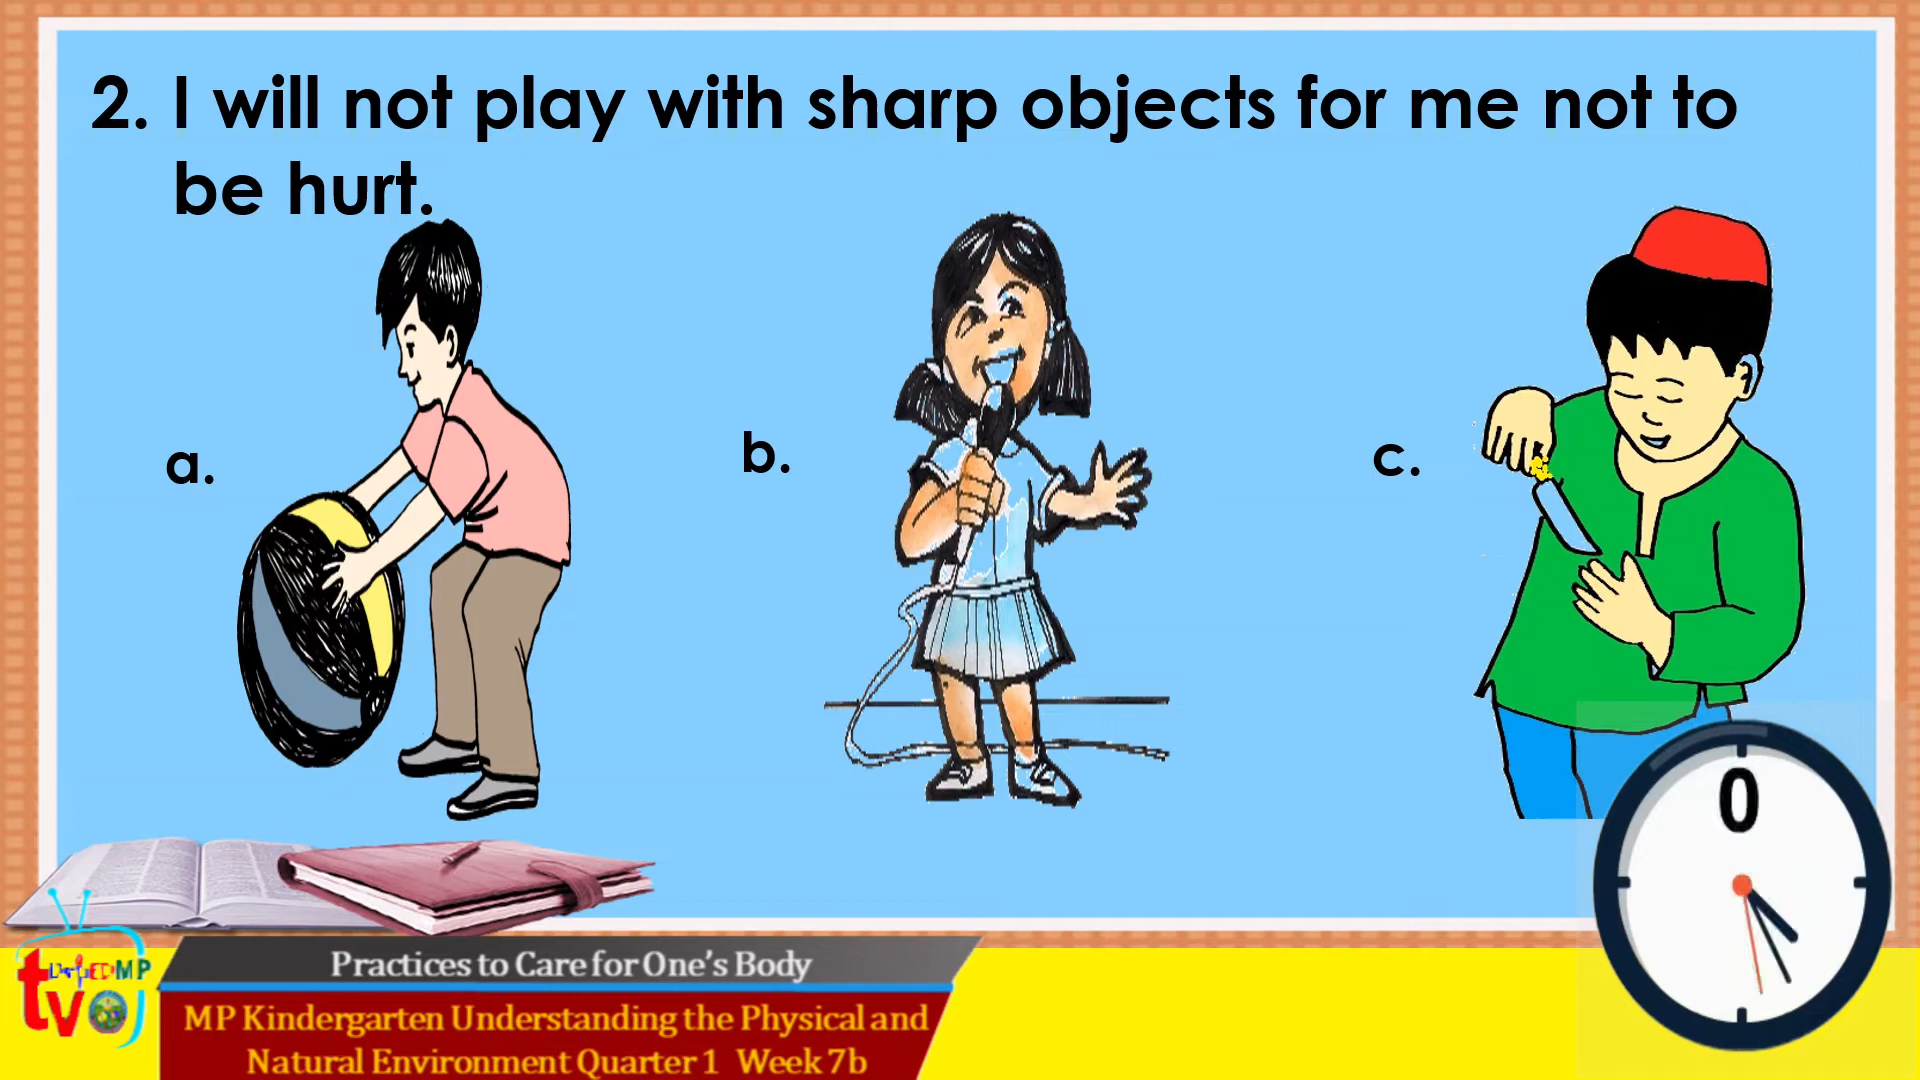 2. I will not play with sharp objects for me not to
be hurt.
a.
b.
c.
0
tvo
MP
Practices to Care for One's Body
MP Kindergarten Understanding the Physical and
Natural Environment Quarter 1 Week 7b